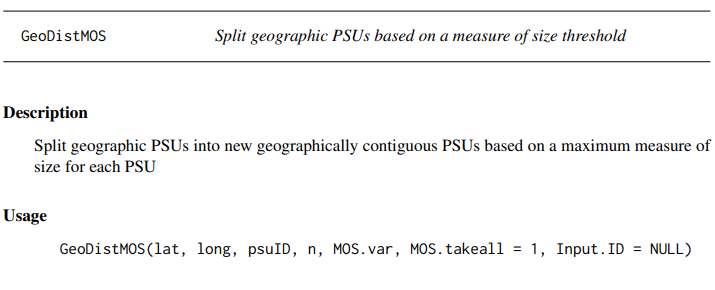 GeoDistMOS Split geographic PSUs based on a measure of size threshold
Description
Split geographic PSUs into new geographically contiguous PSUs based on a maximum measure of
size for each PSU
Usage
GeoDistMOS(lat, long, psuID, n, MOS.var, MOS.takeall = 1, Input.ID = NULL)